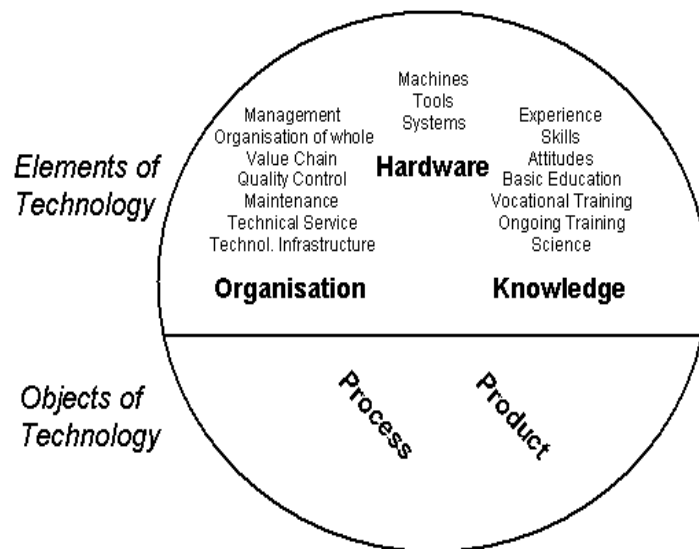 Elements of
Technology
Management
Organisation of whole
Value Chain
Quality Control
Maintenance
Technical Service
Technol. Infrastructure
Organisation
Machines
Tools
Systems
Hardware
Experience
Skills
Attitudes
Basic Education
Vocational Training
Ongoing Training
Science
Knowledge
Objects of
Technology
Process
Product